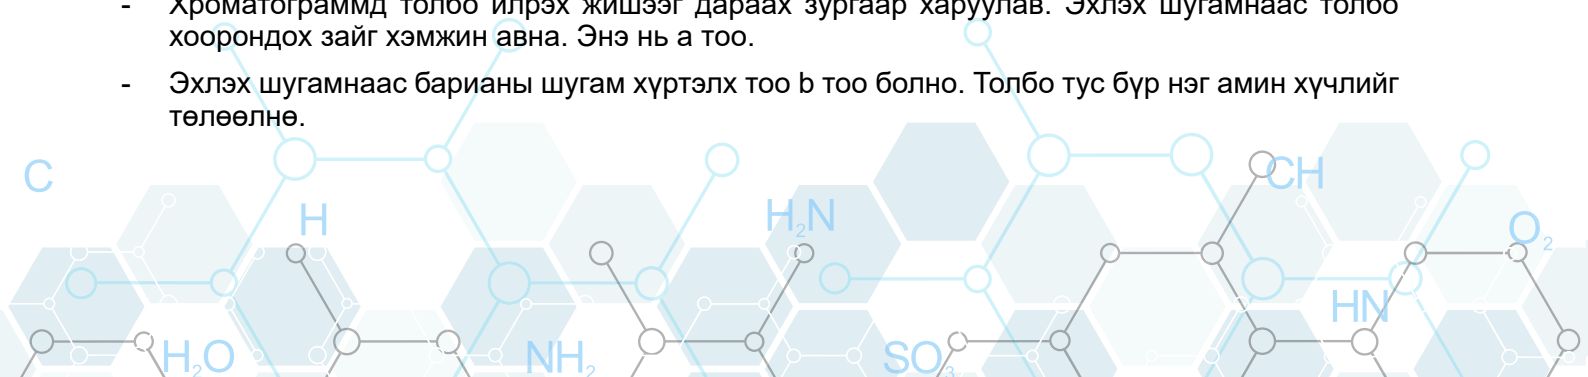 - Хроматограммд толбо илрэх жишээг дараах зургаар харуулав. Эхлэх шугамнаас толбо
хоорондох зайг хэмжин авна. Энэ нь a тоо.
- Эхлэх шугамнаас барианы шугам хүртэлх тоо b тоо болно. Толбо тус бүр нэг амин хүчлийг
төлөөлнө.
C
CH
H
H₂N
O₂
HN
H₂O
NH₂
SO₃